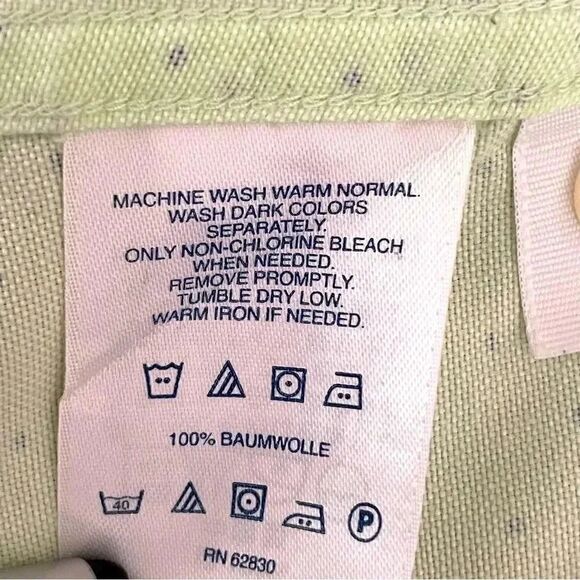 MACHINE WASH WARM NORMAL.
WASH DARK COLORS
SEPARATELY.
ONLY NON-CHLORINE BLEACH
WHEN NEEDED.
REMOVE PROMPTLY.
TUMBLE DRY LOW.
WARM IRON IF NEEDED.
100% BAUMWOLLE
40 P
RN 62830